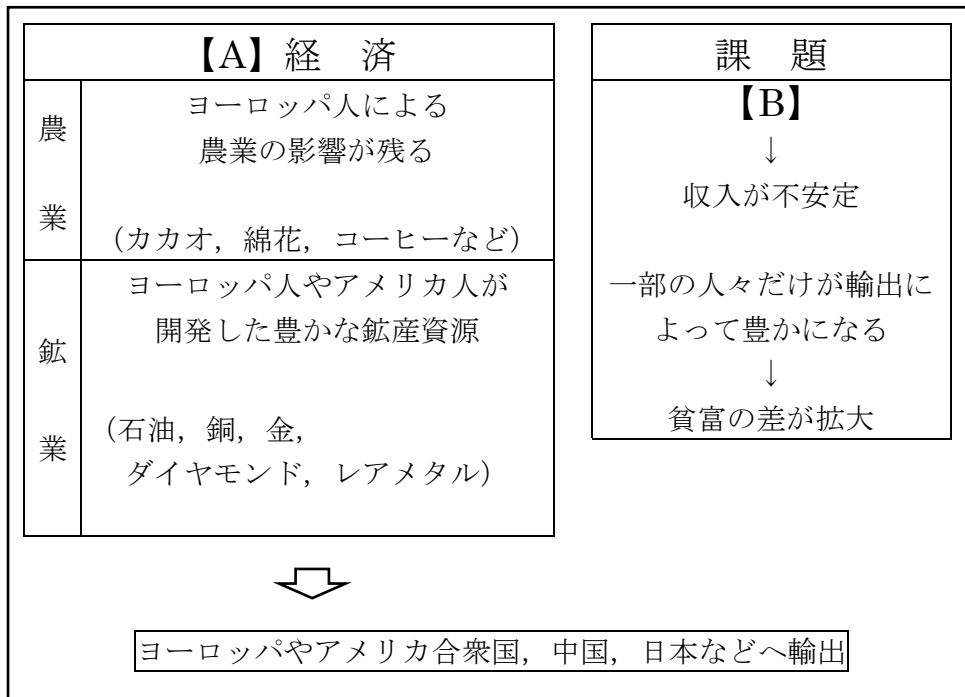 【A】経 済
農業
ヨーロッパ人による
農業の影響が残る
(カカオ,綿花,コーヒーなど)
鉱業
ヨーロッパ人やアメリカ人が
開発した豊かな鉱産資源
(石油,銅,金,
ダイヤモンド,レアメタル)
課 題
【B】
↓
収入が不安定
一部の人々だけが輸出に
よって豊かになる
↓
貧富の差が拡大
ヨーロッパやアメリカ合衆国,中国,日本などへ輸出